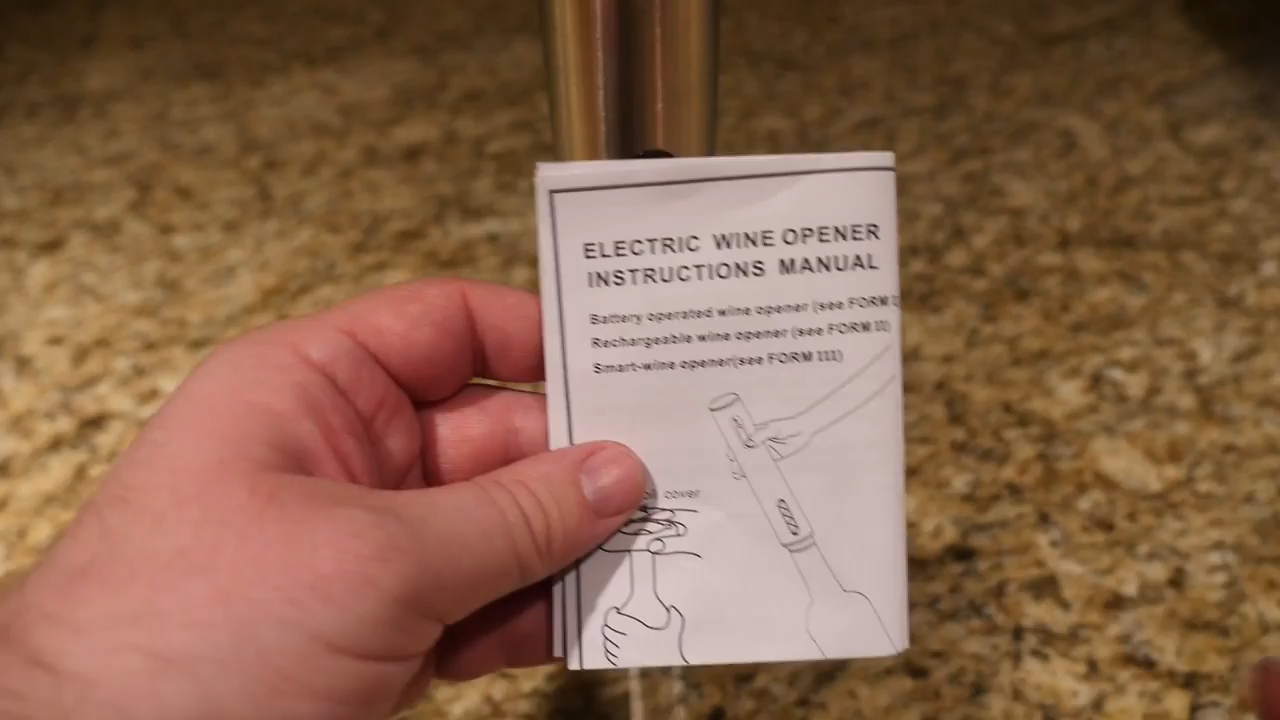 ELECTRIC WINE OPENER
INSTRUCTIONS MANUAL
Battery operated wine opener (see FORM
Rechargeable wine opener (see FORM II)
Smart-wine opener(see FORM III)
cover